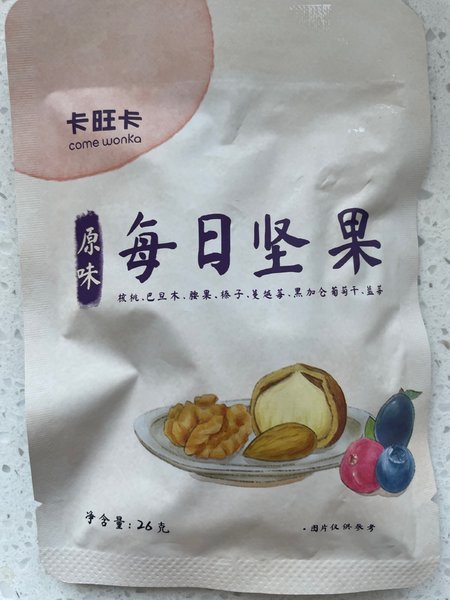 卡旺卡
come wonka
原味
每日坚果
核桃、巴旦木、腰果、榛子、蔓越莓、黑加仑葡萄干、蓝莓
净含量：26克
·图片仅供参考